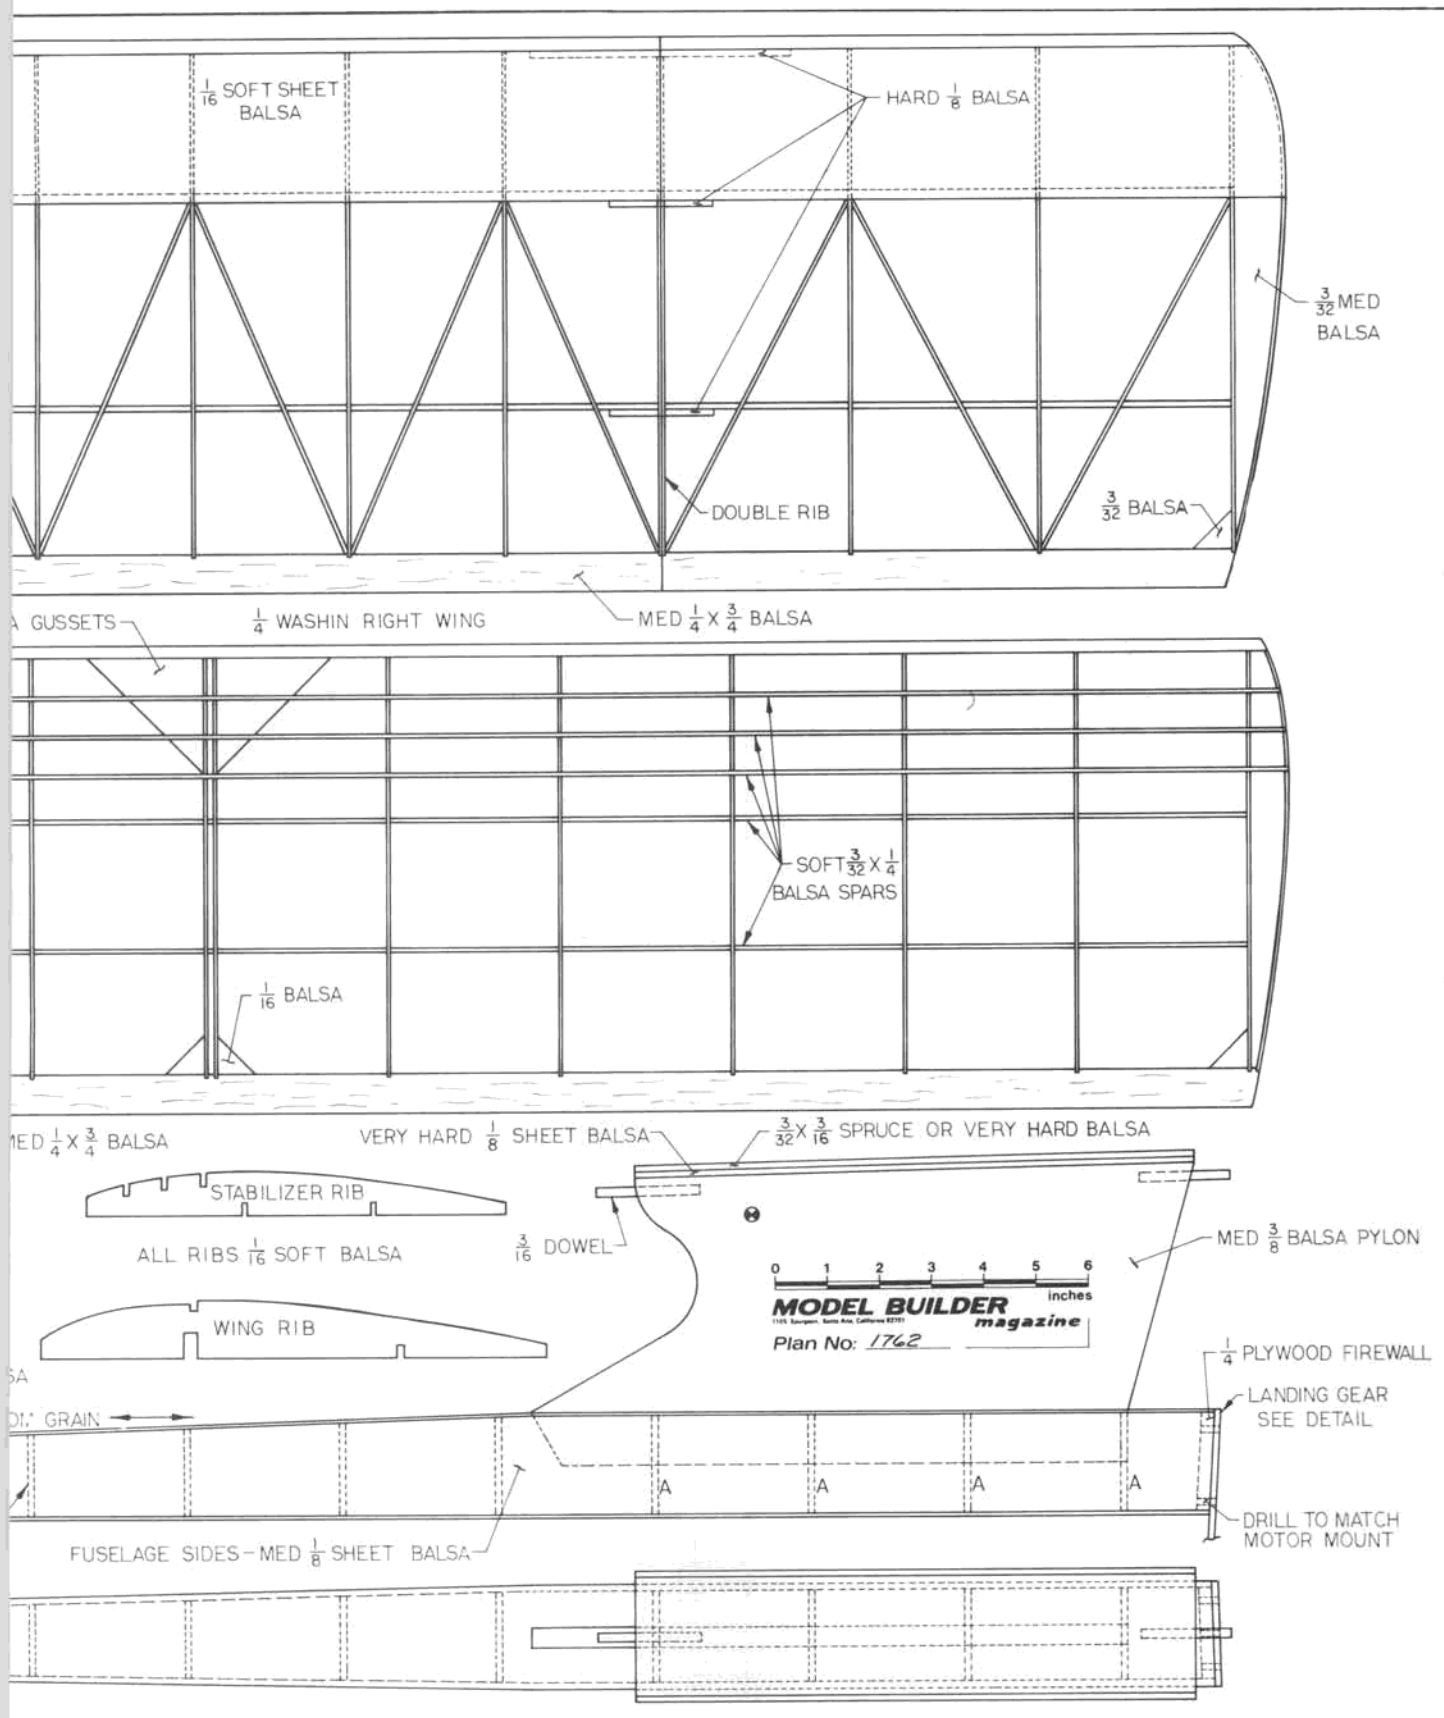 1/16 SOFT SHEET
BALSA
HARD 1/8 BALSA
3/32 MED
BALSA
DOUBLE RIB
3/32 BALSA
A GUSSETS
1/4 WASHIN RIGHT WING
MED 1/4 X 3/4 BALSA
SOFT 3/32 X 1/4
BALSA SPARS
1/16 BALSA
MED 1/4 X 3/4 BALSA
VERY HARD 1/8 SHEET BALSA
3/32 X 3/16 SPRUCE OR VERY HARD BALSA
STABILIZER RIB
ALL RIBS 1/16 SOFT BALSA
3/16 DOWEL
MED 3/8 BALSA PYLON
0 1 2 3 4 5 6
inches
MODEL BUILDER
magazine
Plan No: 1762
WING RIB
1/4 PLYWOOD FIREWALL
SA
GRAIN
LANDING GEAR
SEE DETAIL
A A A A
DRILL TO MATCH
MOTOR MOUNT
FUSELAGE SIDES-MED 1/8 SHEET BALSA